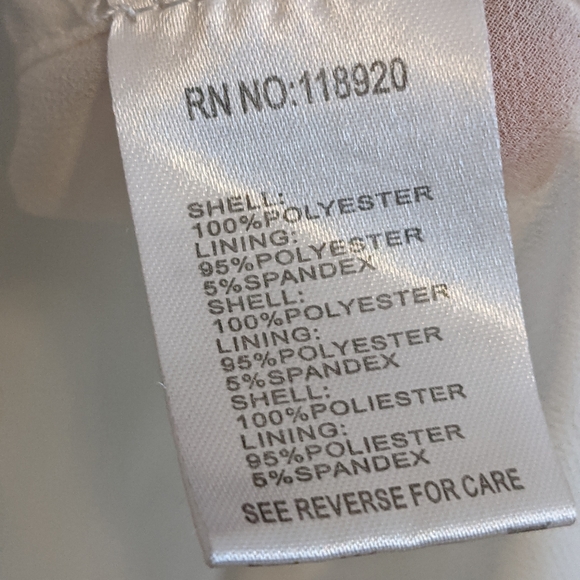 RN NO:118920
SHELL:
100%POLYESTER
LINING:
95%POLYESTER
5%SPANDEX
SHELL:
100%POLYESTER
LINING:
95%POLYESTER
5%SPANDEX
SHELL:
100%POLIESTER
LINING:
95%POLIESTER
5%SPANDEX
SEE REVERSE FOR CARE